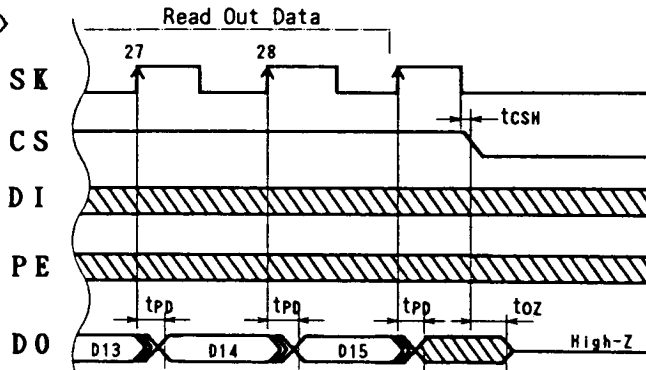 Read Out Data
27 28
SK
tCSH
CS
DI
PE
tPD tPD tPD tOZ
DO D13 D14 D15 High-Z